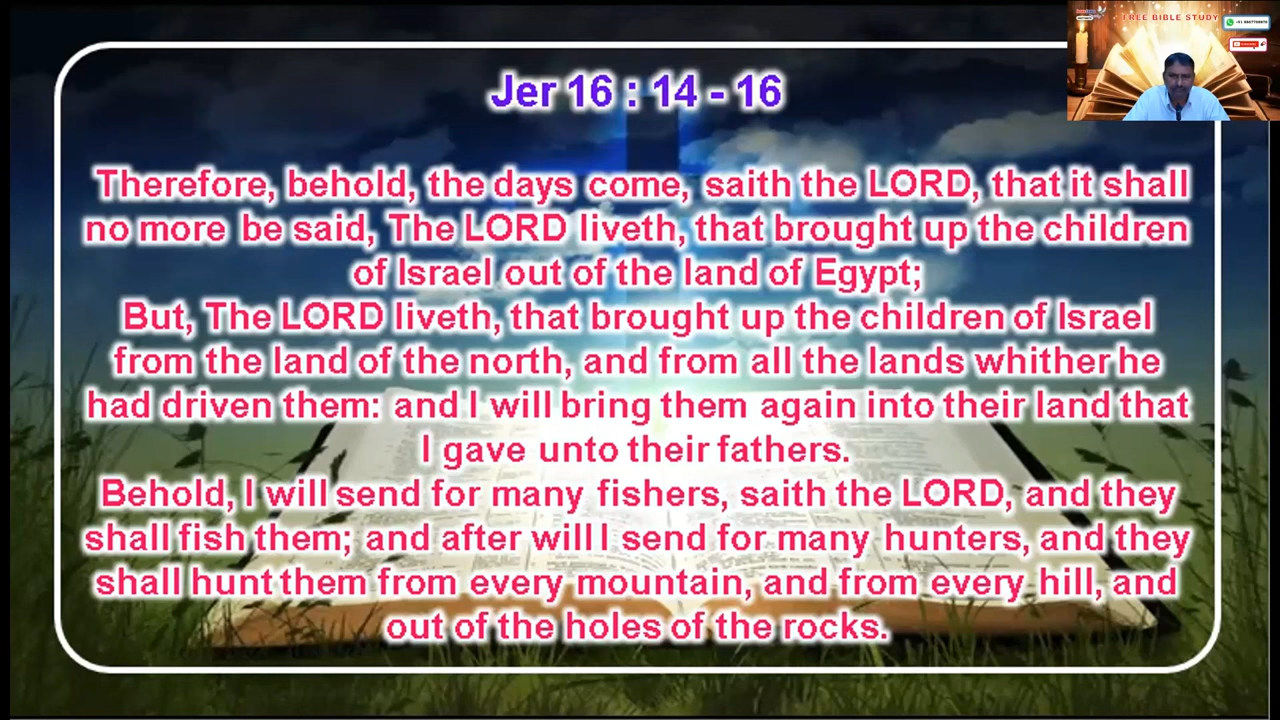 FREE BIBLE STUDY
Jer 16 : 14 - 16
Therefore, behold, the days come, saith the LORD, that it shall
no more be said, The LORD liveth, that brought up the children
of Israel out of the land of Egypt;
But, The LORD liveth, that brought up the children of Israel
from the land of the north, and from all the lands whither he
had driven them: and I will bring them again into their land that
I gave unto their fathers.
Behold, I will send for many fishers, saith the LORD, and they
shall fish them; and after will I send for many hunters, and they
shall hunt them from every mountain, and from every hill, and
out of the holes of the rocks.